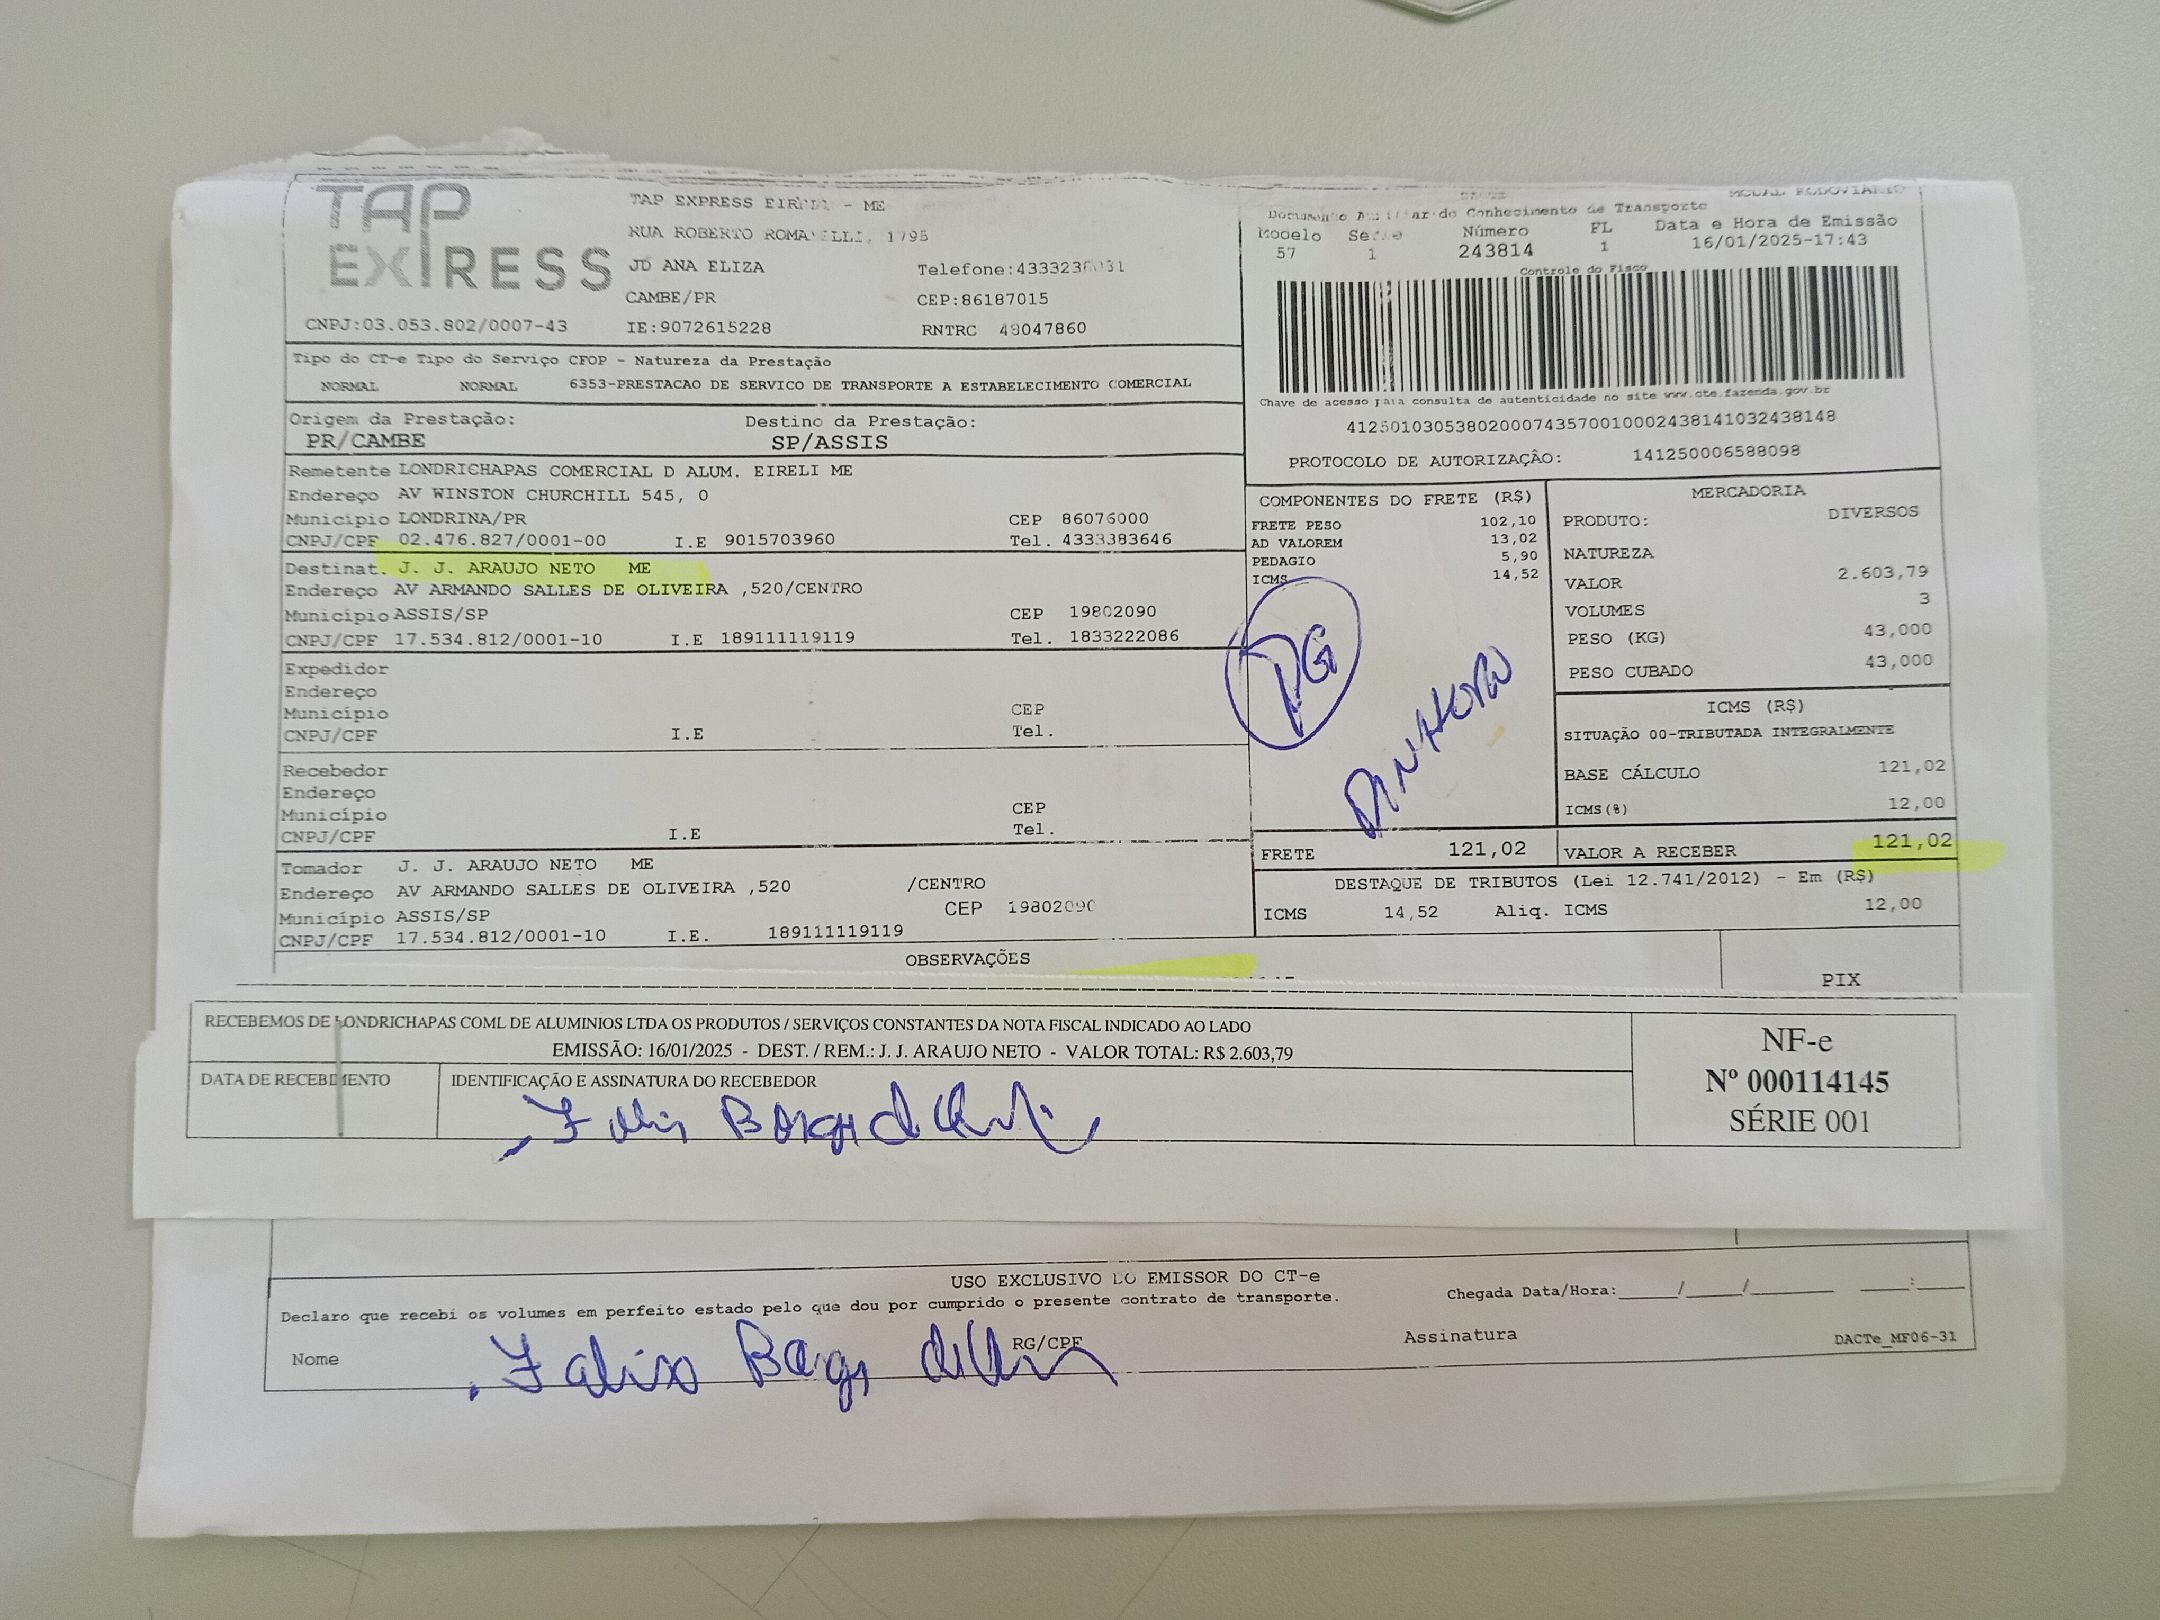 TAP
EXPRESS
CNPJ:03.053.802/0007-43
TAP EXPRESS EIRELI - ME
RUA ROBERTO ROMANELLI, 1795
JD ANA ELIZA
CAMBE/PR
CEP:86187015
IE:9072615228
RNTRC 48047860
MODAL RODOVIARIO
Documento Auxiliar do Conhecimento de Transporte
Modelo Serie Número FL Data e Hora de Emissão
57 1 243814 1 16/01/2025-17:43
Controle do Fisco
Chave de acesso para consulta de autenticidade no site www.cte.fazenda.gov.br
41250103053802000743570010002438141032438148
PROTOCOLO DE AUTORIZAÇÃO: 141250006588098
Tipo do CT-e Tipo do Serviço CFOP - Natureza da Prestação
NORMAL NORMAL 6353-PRESTACAO DE SERVICO DE TRANSPORTE A ESTABELECIMENTO COMERCIAL
Origem da Prestação: Destino da Prestação:
PR/CAMBE SP/ASSIS
Remetente LONDRICHAPAS COMERCIAL D ALUM. EIRELI ME
Endereço AV WINSTON CHURCHILL 545, 0
Município LONDRINA/PR CEP 86076000
CNPJ/CPF 02.476.827/0001-00 I.E 9015703960 Tel. 4333383646
Destinat. J. J. ARAUJO NETO ME
Endereço AV ARMANDO SALLES DE OLIVEIRA ,520/CENTRO
Município ASSIS/SP CEP 19802090
CNPJ/CPF 17.534.812/0001-10 I.E 189111119119 Tel. 1833222086
Expedidor
Endereço
Município CEP
CNPJ/CPF I.E Tel.
Recebedor
Endereço
Município CEP
CNPJ/CPF I.E Tel.
Tomador J. J. ARAUJO NETO ME
Endereço AV ARMANDO SALLES DE OLIVEIRA ,520 /CENTRO
Município ASSIS/SP CEP 19802090
CNPJ/CPF 17.534.812/0001-10 I.E. 189111119119
COMPONENTES DO FRETE (R$)
FRETE PESO 102,10
AD VALOREM 13,02
PEDAGIO 5,90
ICMS 14,52
PG
DINHEIRO
FRETE 121,02
MERCADORIA
PRODUTO: DIVERSOS
NATUREZA
VALOR 2.603,79
VOLUMES 3
PESO (KG) 43,000
PESO CUBADO 43,000
ICMS (R$)
SITUAÇÃO 00-TRIBUTADA INTEGRALMENTE
BASE CÁLCULO 121,02
ICMS(%) 12,00
VALOR A RECEBER 121,02
DESTAQUE DE TRIBUTOS (Lei 12.741/2012) - Em (R$)
ICMS 14,52 Aliq. ICMS 12,00
OBSERVAÇÕES
PIX
RECEBEMOS DE LONDRICHAPAS COML DE ALUMINIOS LTDA OS PRODUTOS / SERVIÇOS CONSTANTES DA NOTA FISCAL INDICADO AO LADO
EMISSÃO: 16/01/2025 - DEST. / REM.: J. J. ARAUJO NETO - VALOR TOTAL: R$ 2.603,79
DATA DE RECEBIMENTO IDENTIFICAÇÃO E ASSINATURA DO RECEBEDOR
NF-e
Nº 000114145
SÉRIE 001
USO EXCLUSIVO DO EMISSOR DO CT-e
Declaro que recebi os volumes em perfeito estado pelo que dou por cumprido o presente contrato de transporte.
Chegada Data/Hora:____/____/______ ____:____
Nome RG/CPF Assinatura
DACTe_MF06-31